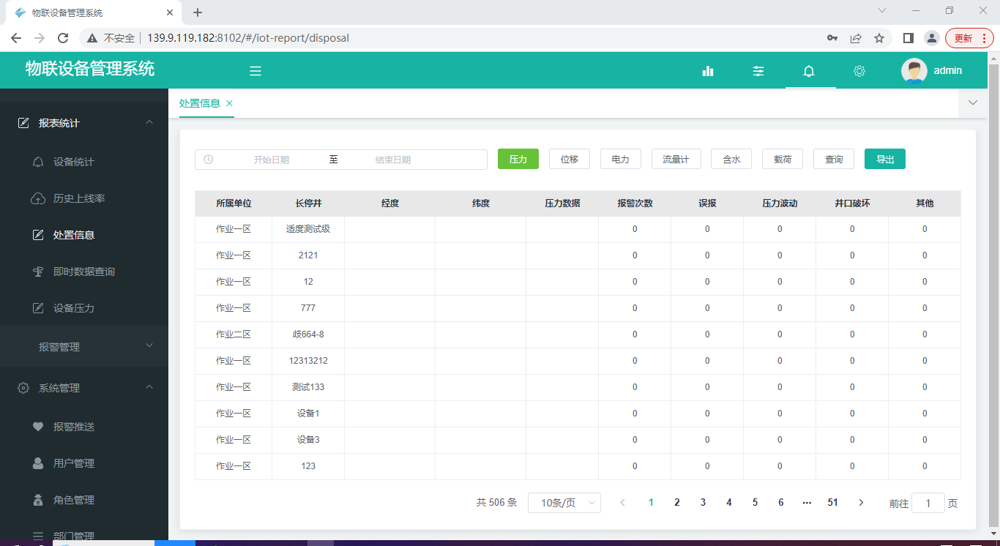 物联设备管理系统
不安全 139.9.119.182:8102/#/iot-report/disposal 更新
物联设备管理系统 admin
报表统计
设备统计
历史上线率
处置信息
即时数据查询
设备压力
报警管理
系统管理
报警推送
用户管理
角色管理
部门管理
处置信息
开始日期 至 结束日期 压力 位移 电力 流量计 含水 载荷 查询 导出
所属单位 长停井 经度 纬度 压力数据 报警次数 误报 压力波动 井口破坏 其他
作业一区 适度测试级 0 0 0 0 0
作业一区 2121 0 0 0 0 0
作业一区 12 0 0 0 0 0
作业一区 777 0 0 0 0 0
作业二区 歧664-8 0 0 0 0 0
作业一区 12313212 0 0 0 0 0
作业一区 测试133 0 0 0 0 0
作业一区 设备1 0 0 0 0 0
作业一区 设备3 0 0 0 0 0
作业一区 123 0 0 0 0 0
共 506 条 10条/页 1 2 3 4 5 6 ••• 51 前往 1 页